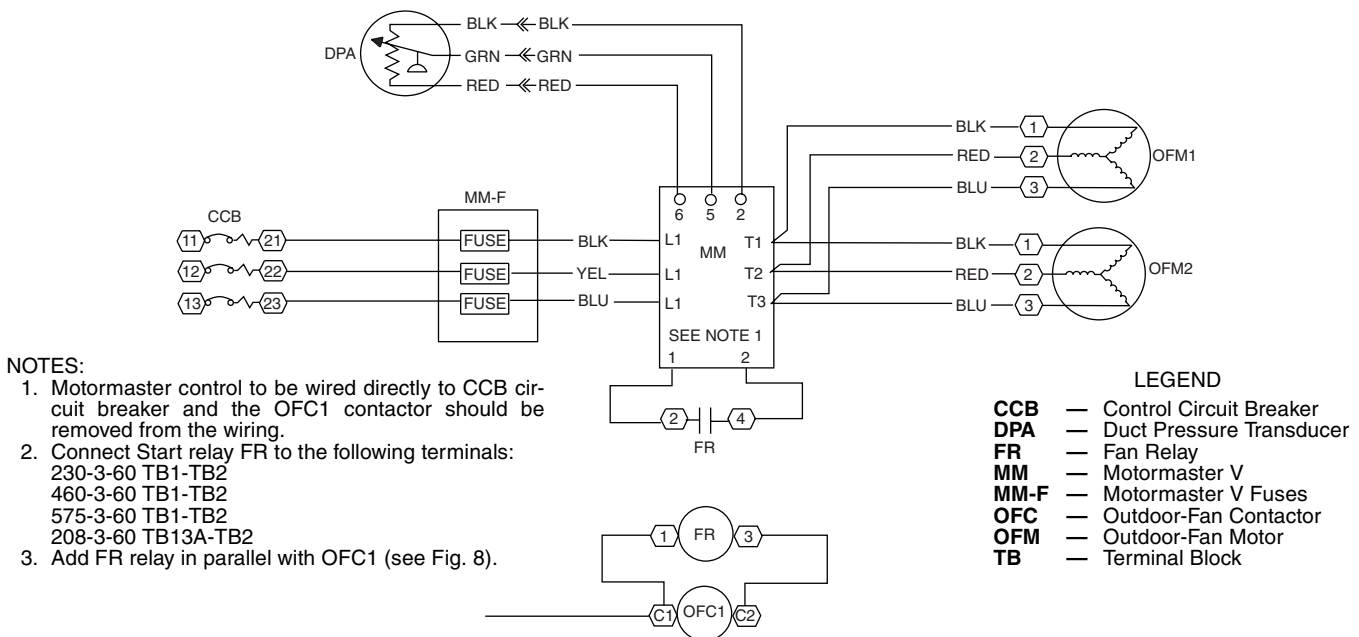 BLK BLK
DPA GRN GRN
RED RED
6 5 2
BLK 1
RED 2 OFM1
BLU 3
CCB MM-F
11 21 FUSE BLK L1 MM T1
12 22 FUSE YEL L1 T2
13 23 FUSE BLU L1 T3
BLK 1
RED 2 OFM2
BLU 3
SEE NOTE 1
1 2
2 4
FR
NOTES:
1. Motormaster control to be wired directly to CCB cir-
cuit breaker and the OFC1 contactor should be
removed from the wiring.
2. Connect Start relay FR to the following terminals:
230-3-60 TB1-TB2
460-3-60 TB1-TB2
575-3-60 TB1-TB2
208-3-60 TB13A-TB2
3. Add FR relay in parallel with OFC1 (see Fig. 8).
1 FR 3
C1 OFC1 C2
LEGEND
CCB — Control Circuit Breaker
DPA — Duct Pressure Transducer
FR — Fan Relay
MM — Motormaster V
MM-F — Motormaster V Fuses
OFC — Outdoor-Fan Contactor
OFM — Outdoor-Fan Motor
TB — Terminal Block